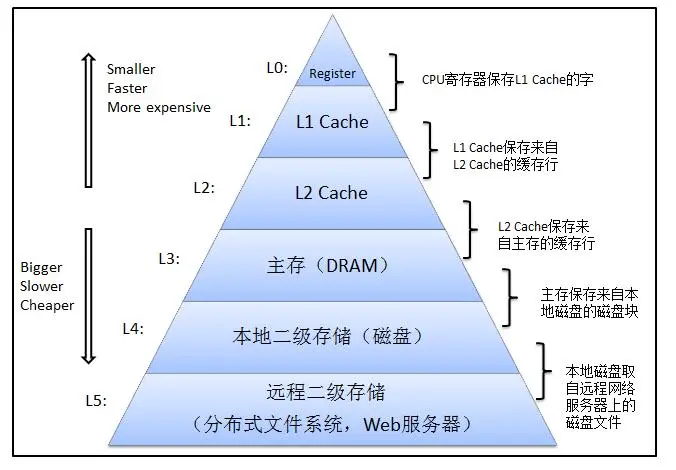 Smaller
Faster
More expensive
L0:
Register
CPU寄存器保存L1 Cache的字
L1:
L1 Cache
L1 Cache保存来自
L2 Cache的缓存行
L2:
L2 Cache
L2 Cache保存来
自主存的缓存行
Bigger
Slower
Cheaper
L3:
主存（DRAM）
主存保存来自本
地磁盘的磁盘块
L4:
本地二级存储（磁盘）
本地磁盘取
自远程网络
服务器上的
磁盘文件
L5:
远程二级存储
（分布式文件系统，Web服务器）